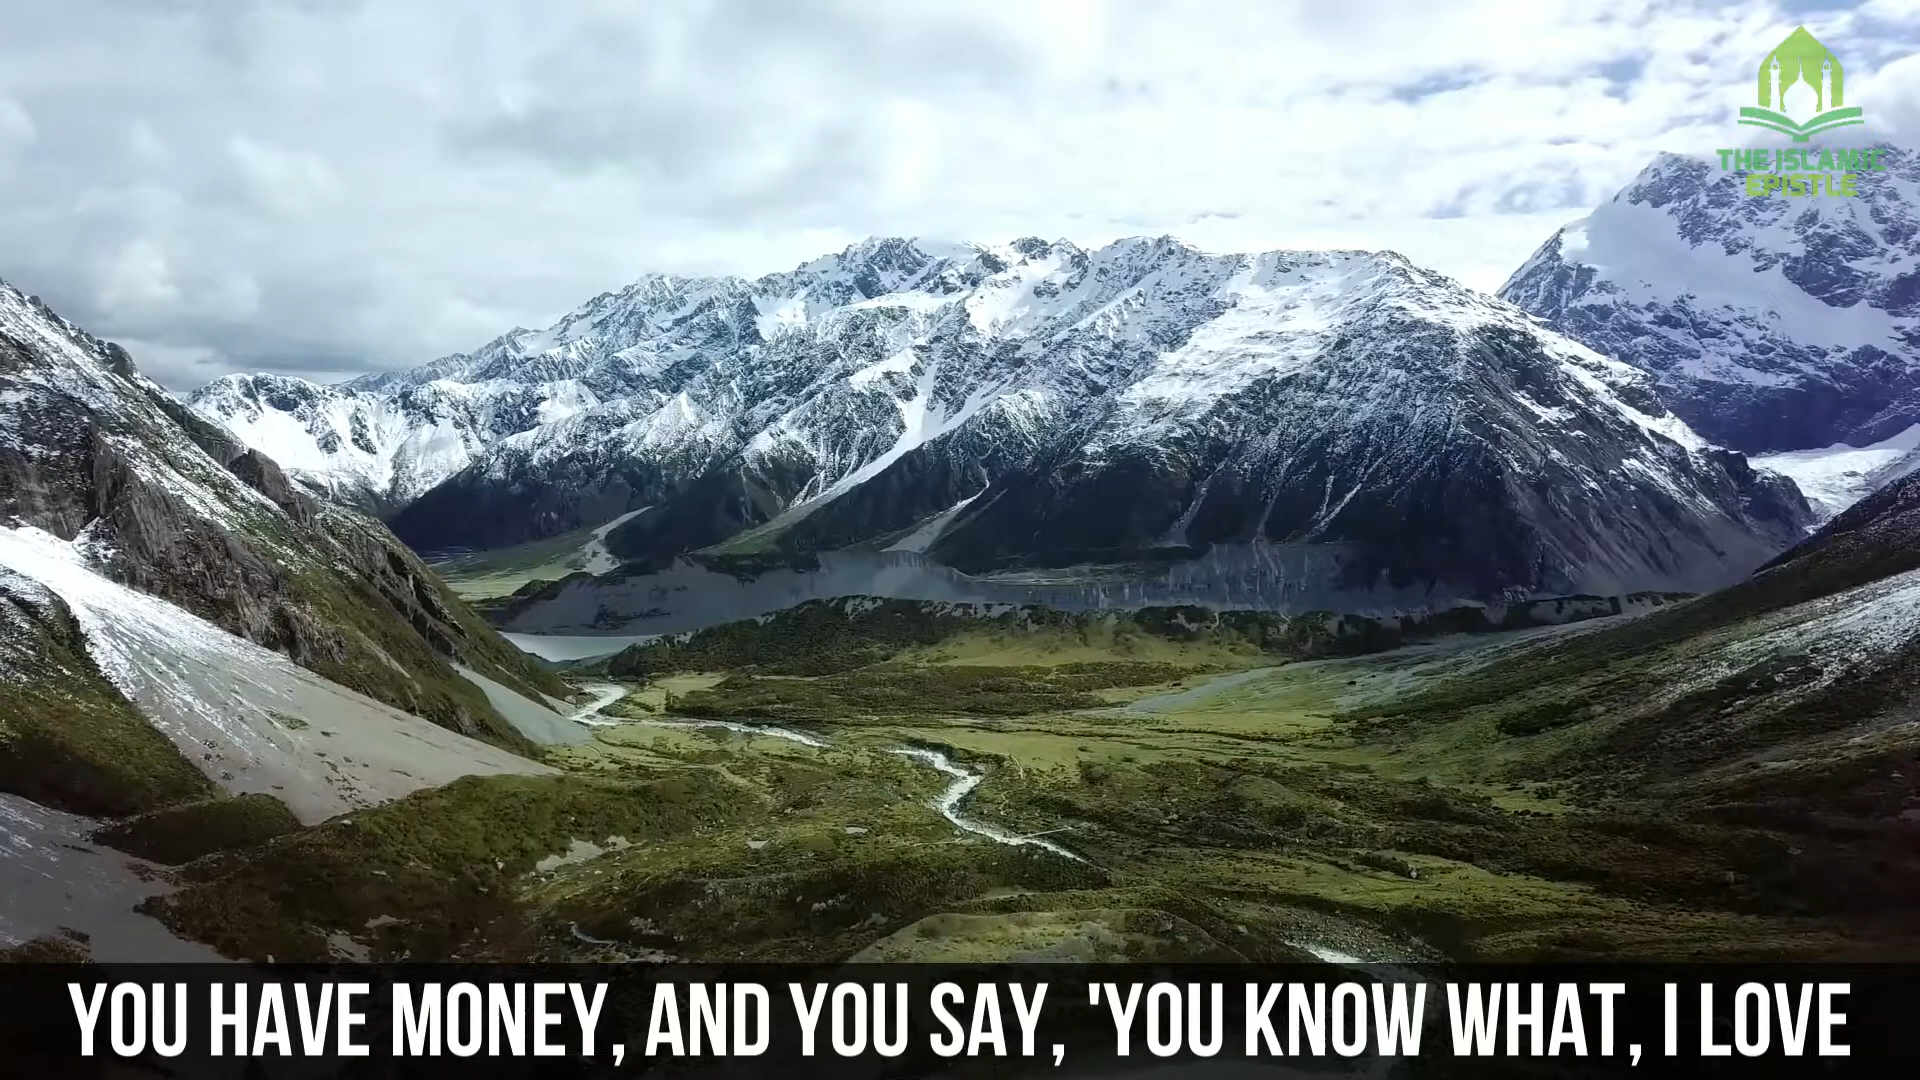 THE ISLAMIC
EPISTLE
YOU HAVE MONEY, AND YOU SAY, 'YOU KNOW WHAT, I LOVE